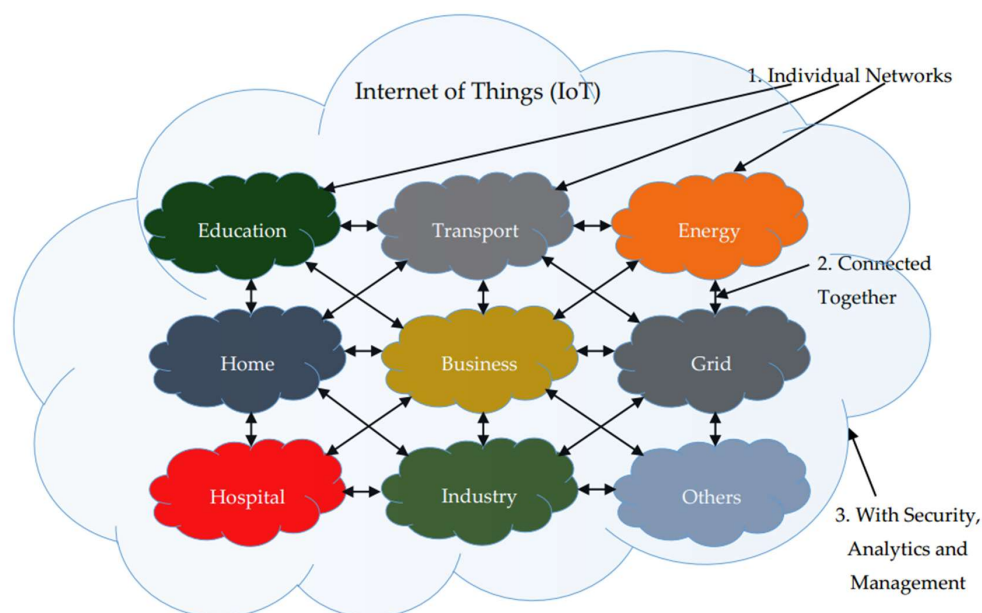 Internet of Things (IoT)
1. Individual Networks
Education
Transport
Energy
2. Connected
Together
Home
Business
Grid
Hospital
Industry
Others
3. With Security,
Analytics and
Management